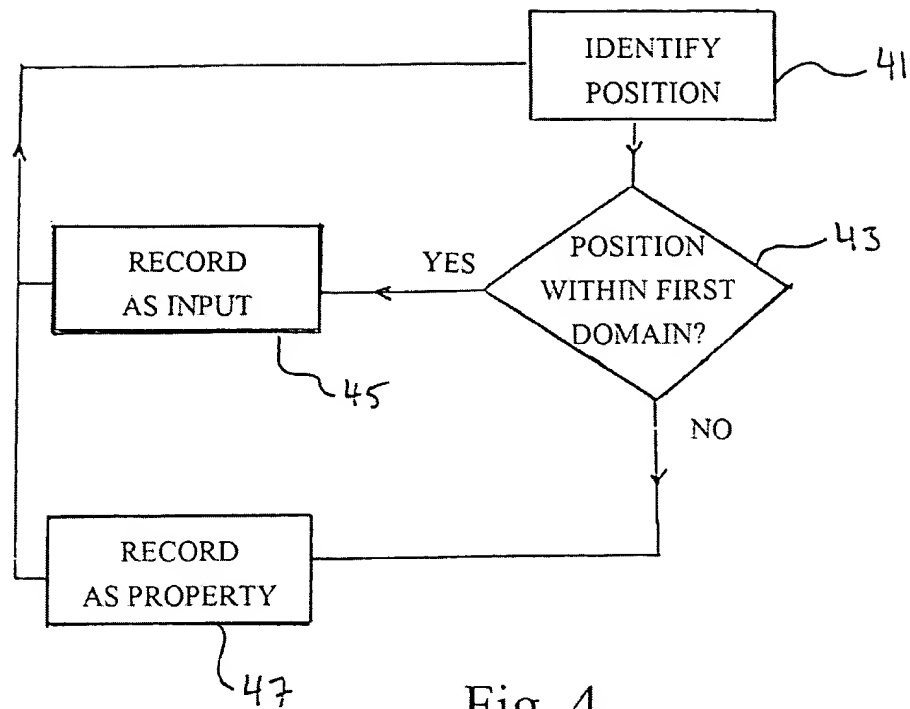 IDENTIFY
POSITION
41
POSITION
WITHIN FIRST
DOMAIN?
43
YES
RECORD
AS INPUT
45
NO
RECORD
AS PROPERTY
47
Fig. 4